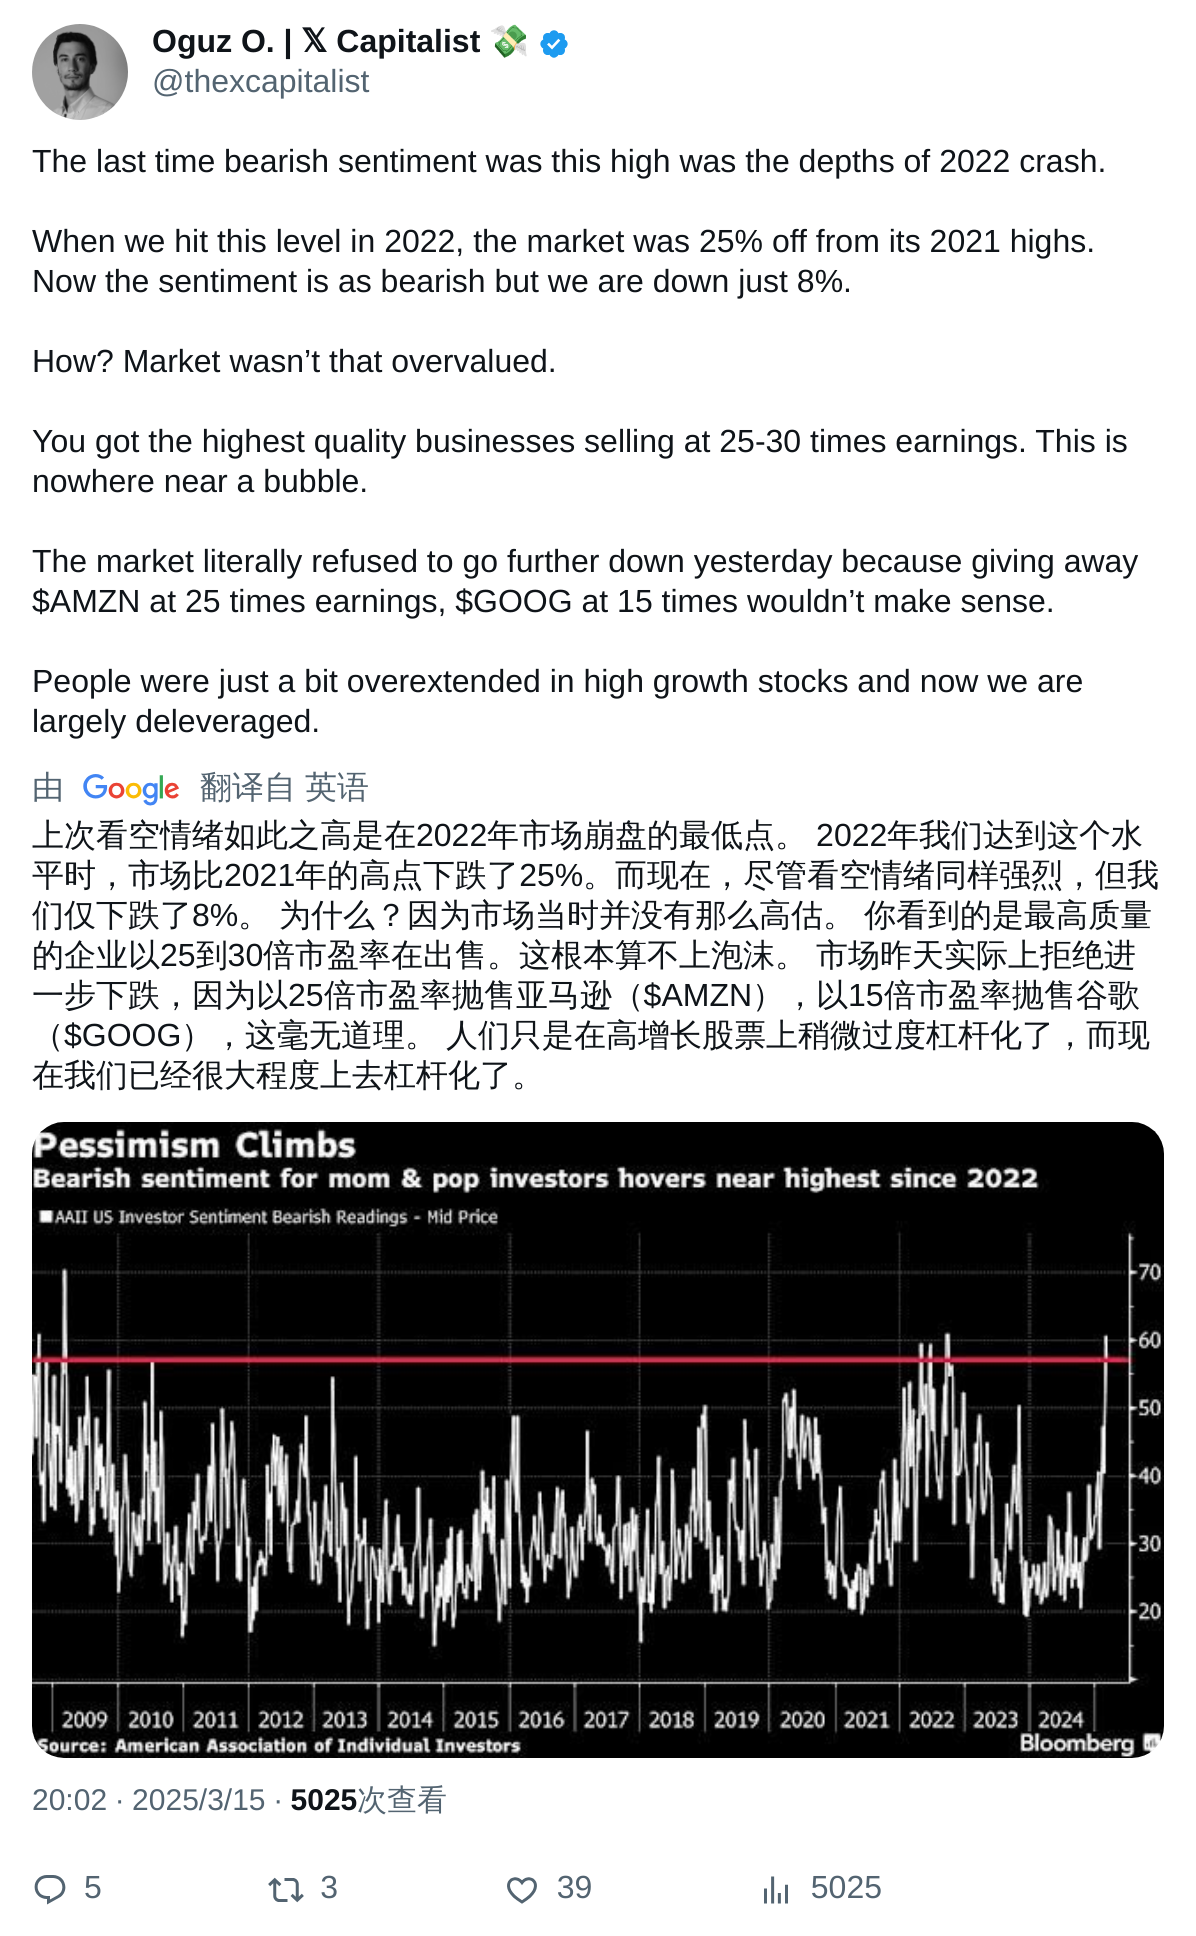 Oguz O. | 𝕏 Capitalist 💸
@thexcapitalist
The last time bearish sentiment was this high was the depths of 2022 crash.
When we hit this level in 2022, the market was 25% off from its 2021 highs.
Now the sentiment is as bearish but we are down just 8%.
How? Market wasn’t that overvalued.
You got the highest quality businesses selling at 25-30 times earnings. This is
nowhere near a bubble.
The market literally refused to go further down yesterday because giving away
$AMZN at 25 times earnings, $GOOG at 15 times wouldn’t make sense.
People were just a bit overextended in high growth stocks and now we are
largely deleveraged.
由 Google 翻译自 英语
上次看空情绪如此之高是在2022年市场崩盘的最低点。 2022年我们达到这个水
平时，市场比2021年的高点下跌了25%。而现在，尽管看空情绪同样强烈，但我
们仅下跌了8%。 为什么？因为市场当时并没有那么高估。 你看到的是最高质量
的企业以25到30倍市盈率在出售。这根本算不上泡沫。 市场昨天实际上拒绝进
一步下跌，因为以25倍市盈率抛售亚马逊（$AMZN），以15倍市盈率抛售谷歌
（$GOOG），这毫无道理。 人们只是在高增长股票上稍微过度杠杆化了，而现
在我们已经很大程度上去杠杆化了。
Pessimism Climbs
Bearish sentiment for mom & pop investors hovers near highest since 2022
AAII US Investor Sentiment Bearish Readings - Mid Price
70
60
50
40
30
20
2009 2010 2011 2012 2013 2014 2015 2016 2017 2018 2019 2020 2021 2022 2023 2024
Source: American Association of Individual Investors
Bloomberg
20:02 · 2025/3/15 · 5025次查看
5 3 39 5025